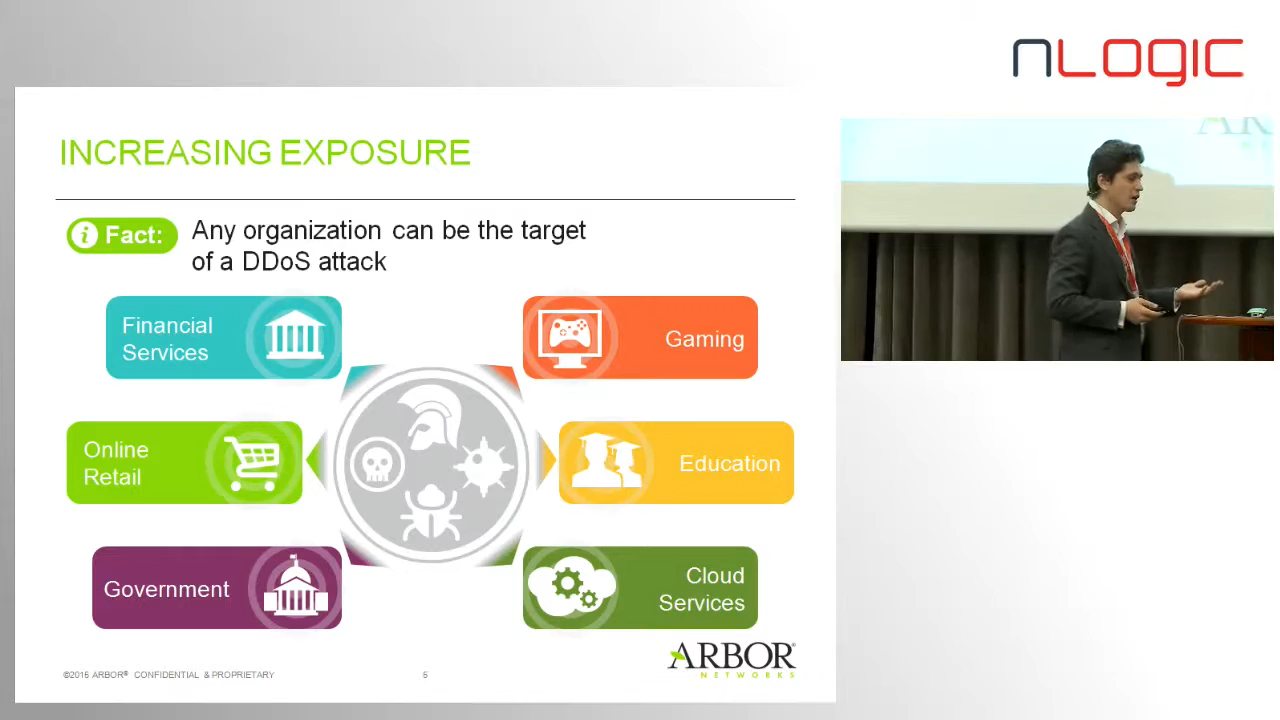 nLOGIC
INCREASING EXPOSURE
i Fact:
Any organization can be the target
of a DDoS attack
Financial
Services
Gaming
Online
Retail
Education
Government
Cloud
Services
ARBOR®
NETWORKS
©2016 ARBOR® CONFIDENTIAL & PROPRIETARY
5
AR